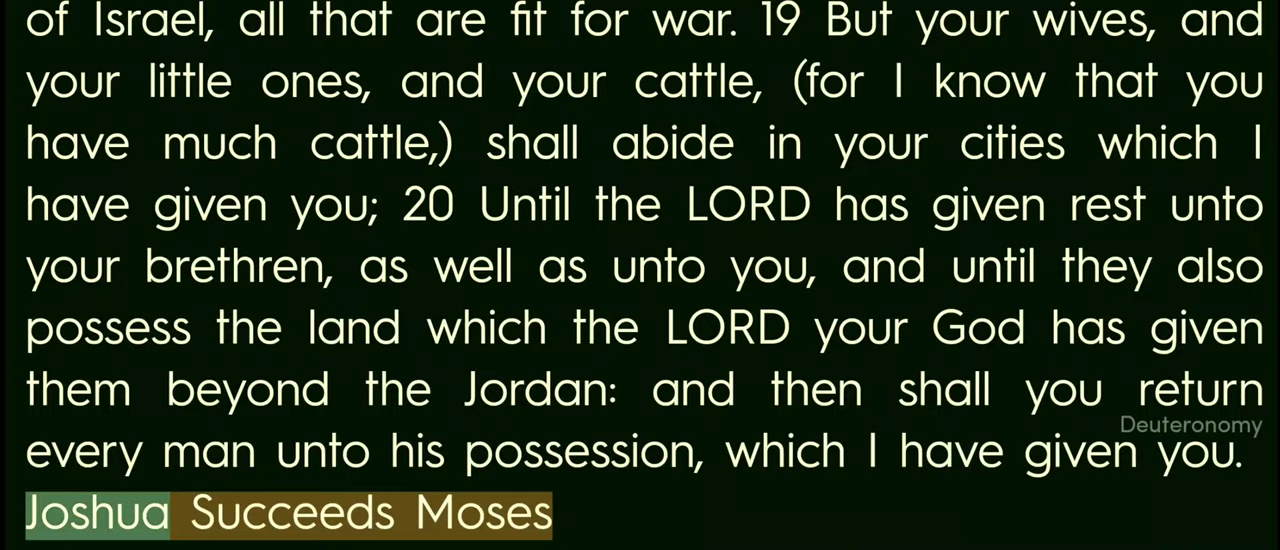 of Israel, all that are fit for war. 19 But your wives, and
your little ones, and your cattle, (for I know that you
have much cattle,) shall abide in your cities which I
have given you; 20 Until the LORD has given rest unto
your brethren, as well as unto you, and until they also
possess the land which the LORD your God has given
them beyond the Jordan: and then shall you return
Deuteronomy
every man unto his possession, which I have given you.
Joshua Succeeds Moses